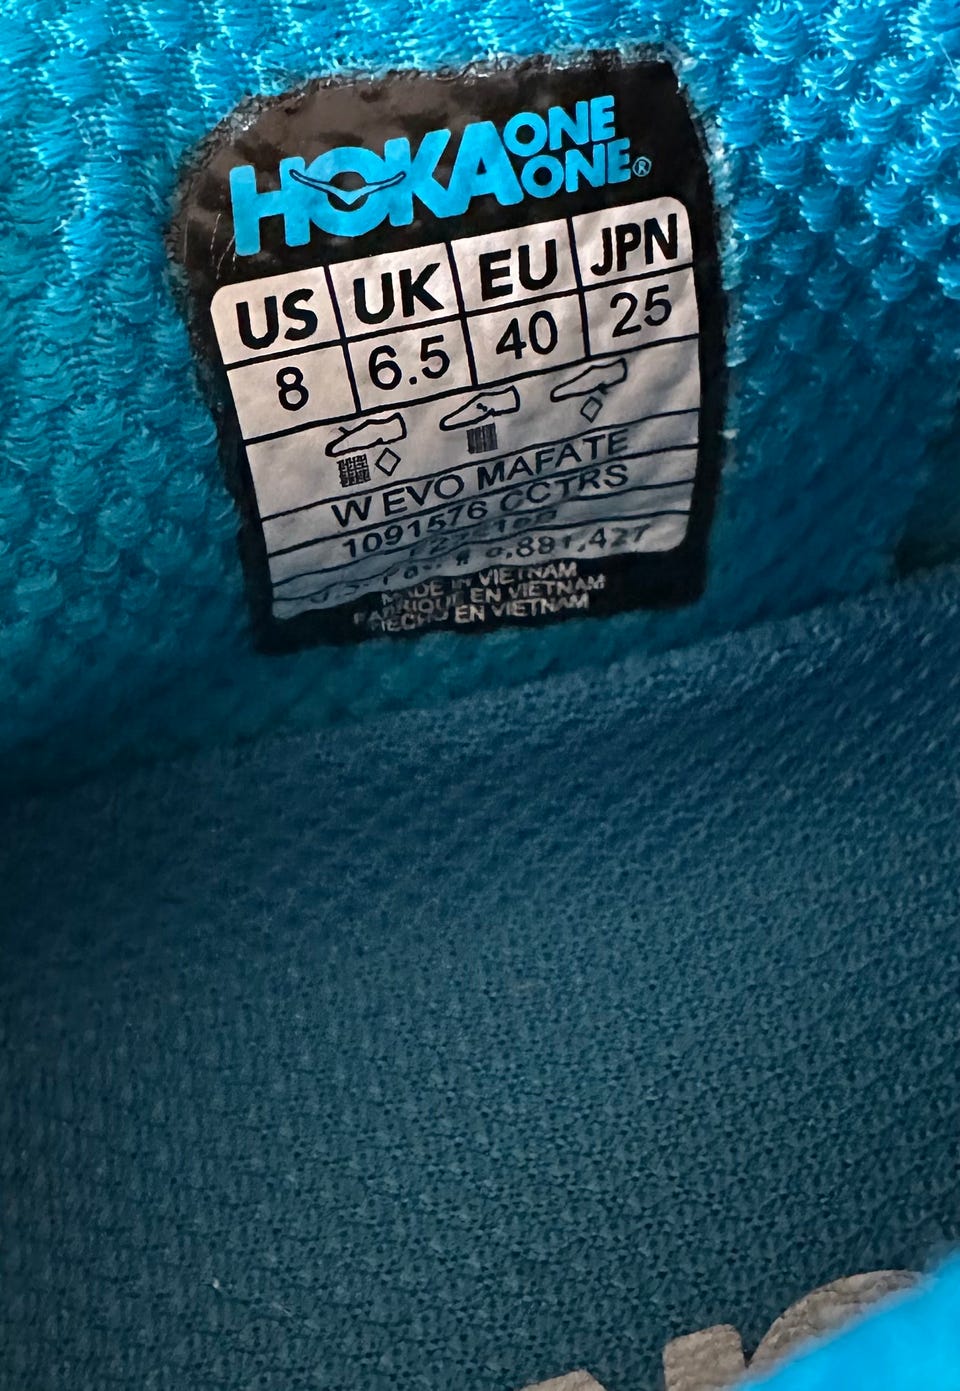 HOKA ONE ONE®
US UK EU JPN
8 6.5 40 25
W EVO MAFATE
1091576 CCTRS
MADE IN VIETNAM
FABRIQUÉ EN VIETNAM
HECHO EN VIETNAM